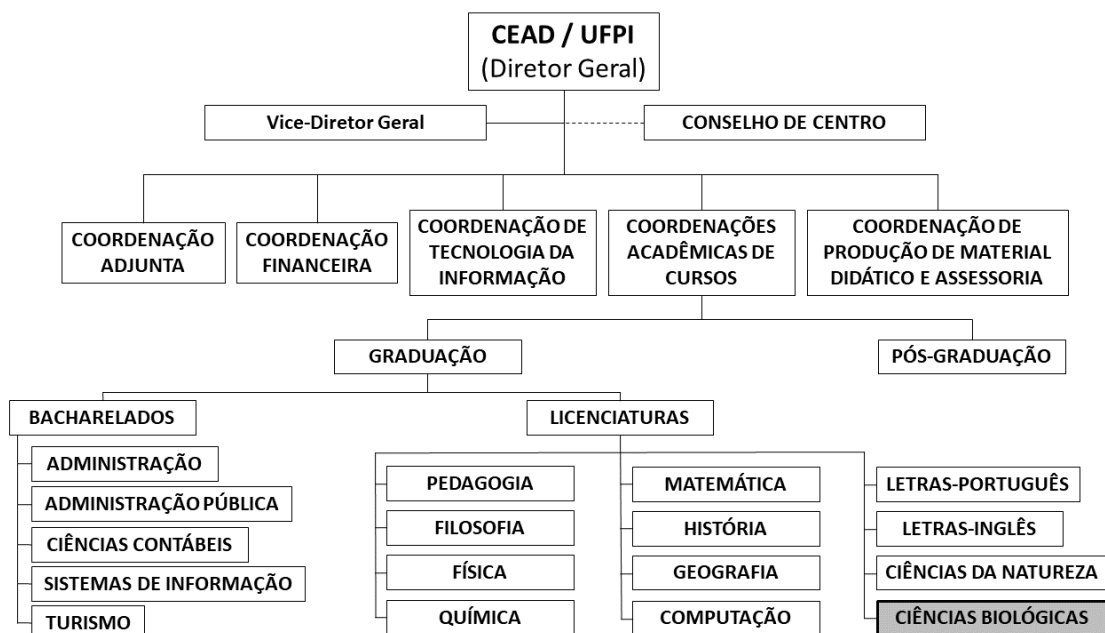 CEAD / UFPI
(Diretor Geral)
Vice-Diretor Geral
CONSELHO DE CENTRO
COORDENAÇÃO
ADJUNTA
COORDENAÇÃO
FINANCEIRA
COORDENAÇÃO DE
TECNOLOGIA DA
INFORMAÇÃO
COORDENAÇÕES
ACADÊMICAS DE
CURSOS
COORDENAÇÃO DE
PRODUÇÃO DE MATERIAL
DIDÁTICO E ASSESSORIA
GRADUAÇÃO
PÓS-GRADUAÇÃO
BACHARELADOS
ADMINISTRAÇÃO
ADMINISTRAÇÃO PÚBLICA
CIÊNCIAS CONTÁBEIS
SISTEMAS DE INFORMAÇÃO
TURISMO
LICENCIATURAS
PEDAGOGIA
FILOSOFIA
FÍSICA
QUÍMICA
MATEMÁTICA
HISTÓRIA
GEOGRAFIA
COMPUTAÇÃO
LETRAS-PORTUGUÊS
LETRAS-INGLÊS
CIÊNCIAS DA NATUREZA
CIÊNCIAS BIOLÓGICAS